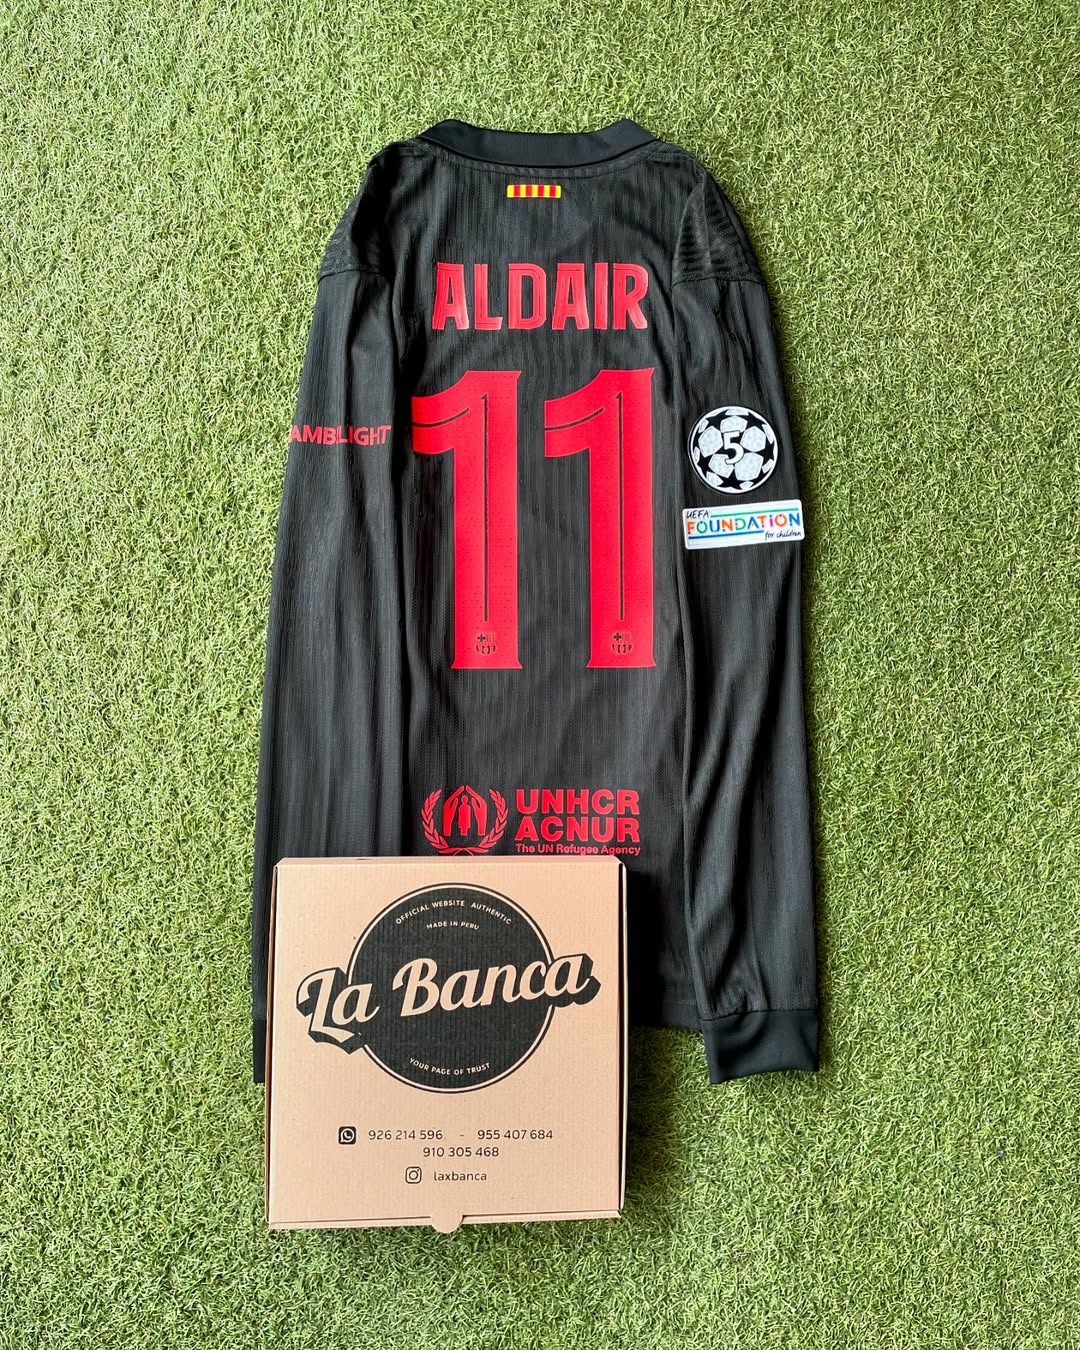 ALDAIR
11
AMBILIGHT
5
UEFA
FOUNDATION
for children
UNHCR
ACNUR
The UN Refugee Agency
OFFICIAL WEBSITE AUTHENTIC
MADE IN PERU
La Banca
YOUR PAGE OF TRUST
926 214 596 - 955 407 684
910 305 468
laxbanca